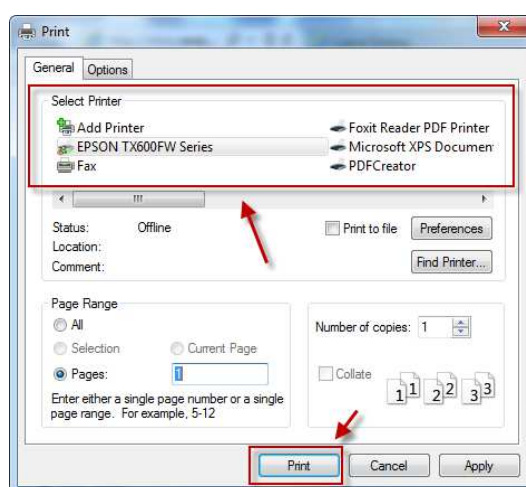 Print
General Options
Select Printer
Add Printer Foxit Reader PDF Printer
EPSON TX600FW Series Microsoft XPS Documen
Fax PDFCreator
Status: Offline Print to file Preferences
Location:
Comment: Find Printer...
Page Range
All Number of copies: 1
Selection Current Page
Pages: 1 Collate
1 1 2 2 3 3
Enter either a single page number or a single
page range. For example, 5-12
Print Cancel Apply